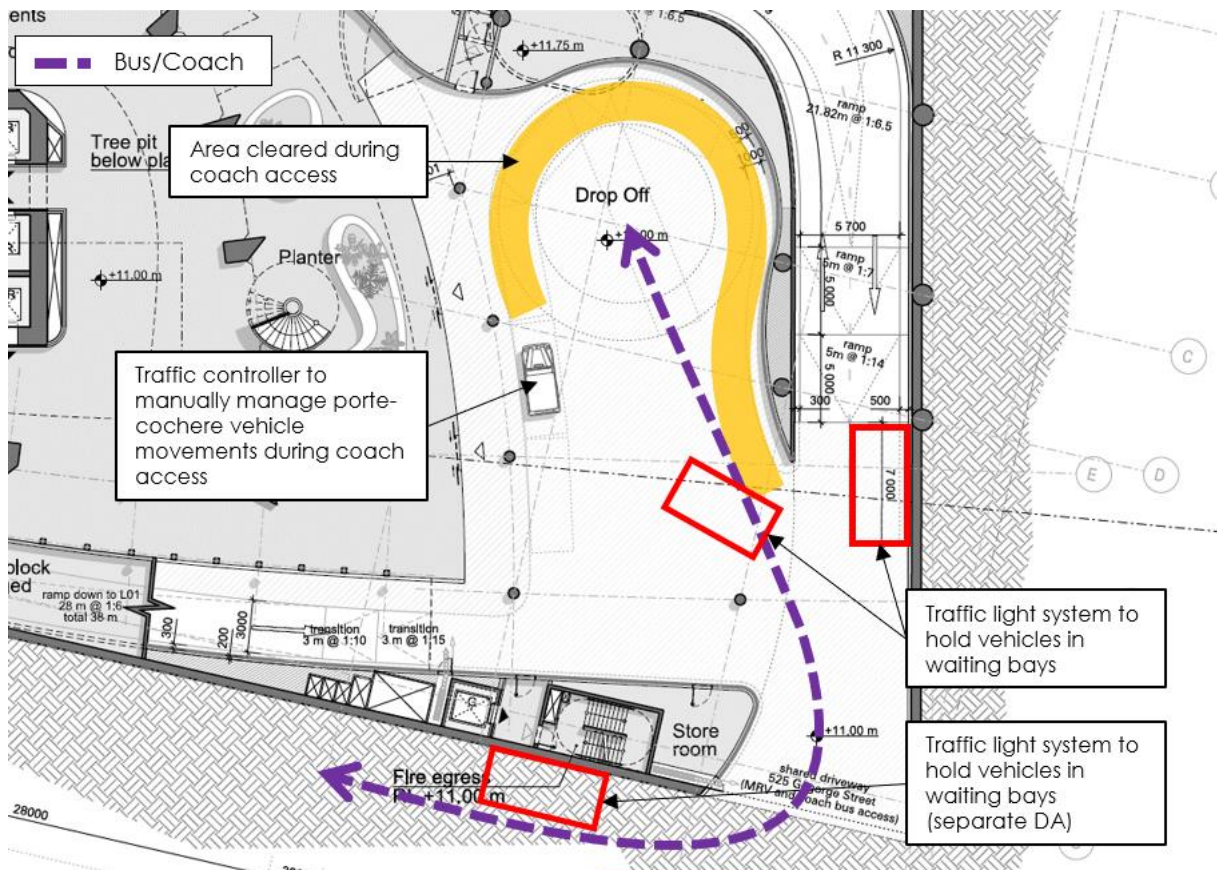 ents
1:6.5
+11.75 m
R 11 300
Bus/Coach
ramp
21.82m @ 1:6.5
Tree pit
below pla
Area cleared during
coach access
500
1000
01
Drop Off
5 700
+11.00 m
Planter
ramp
5m @ 1:7
5 000
ramp
5m @ 1:14
5 000
C
Traffic controller to
manually manage porte-
cochere vehicle
movements during coach
access
300
500
7 000
E
D
lock
ed
ramp down to L01
28 m @ 1:6
total 38 m
300
200
3000
transition
3 m @ 1:10
transition
3 m @ 1:15
Traffic light system to
hold vehicles in
waiting bays
Store
room
+11.00 m
Fire egress
+11.00 m
shared driveway
525 George Street
(MRV and coach bus access)
Traffic light system to
hold vehicles in
waiting bays
(separate DA)
28000